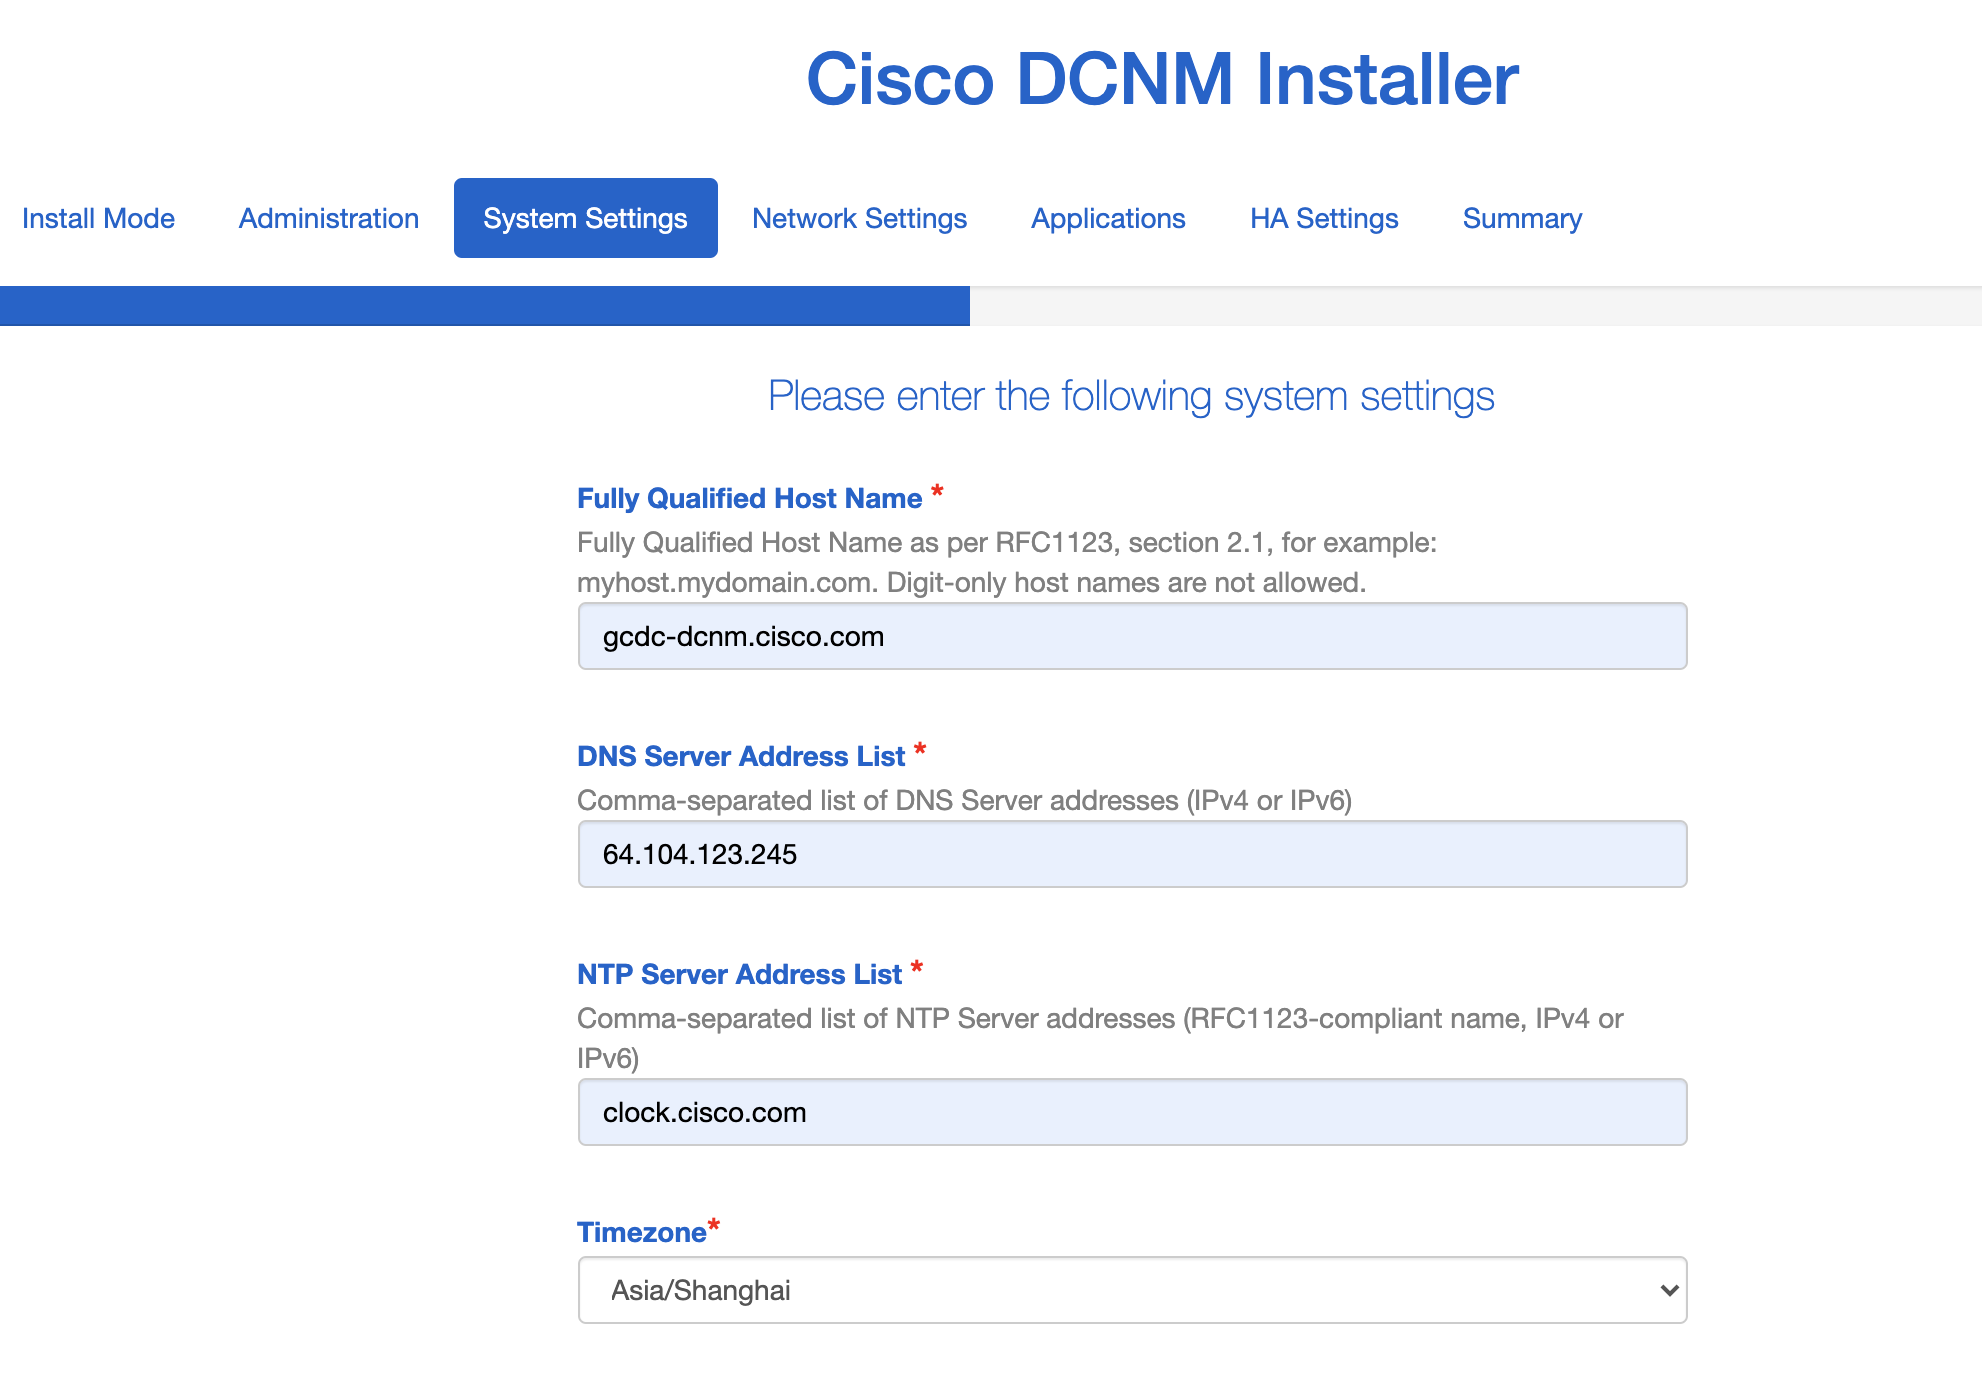 Cisco DCNM Installer
Install Mode Administration System Settings Network Settings Applications HA Settings Summary
Please enter the following system settings
Fully Qualified Host Name *
Fully Qualified Host Name as per RFC1123, section 2.1, for example:
myhost.mydomain.com. Digit-only host names are not allowed.
gcdc-dcnm.cisco.com
DNS Server Address List *
Comma-separated list of DNS Server addresses (IPv4 or IPv6)
64.104.123.245
NTP Server Address List *
Comma-separated list of NTP Server addresses (RFC1123-compliant name, IPv4 or
IPv6)
clock.cisco.com
Timezone*
Asia/Shanghai